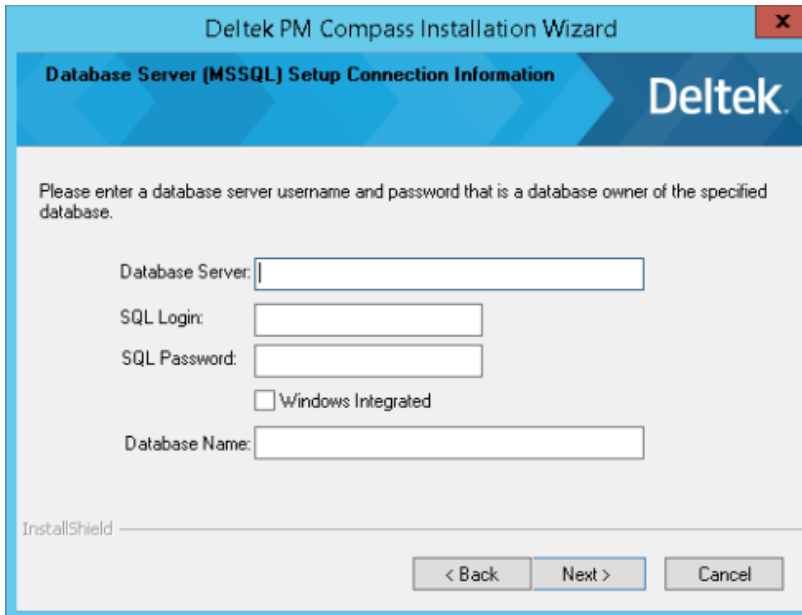 Deltek PM Compass Installation Wizard
x
Database Server (MSSQL) Setup Connection Information
Deltek.
Please enter a database server username and password that is a database owner of the specified
database.
Database Server:
SQL Login:
SQL Password:
Windows Integrated
Database Name:
InstallShield
< Back
Next >
Cancel